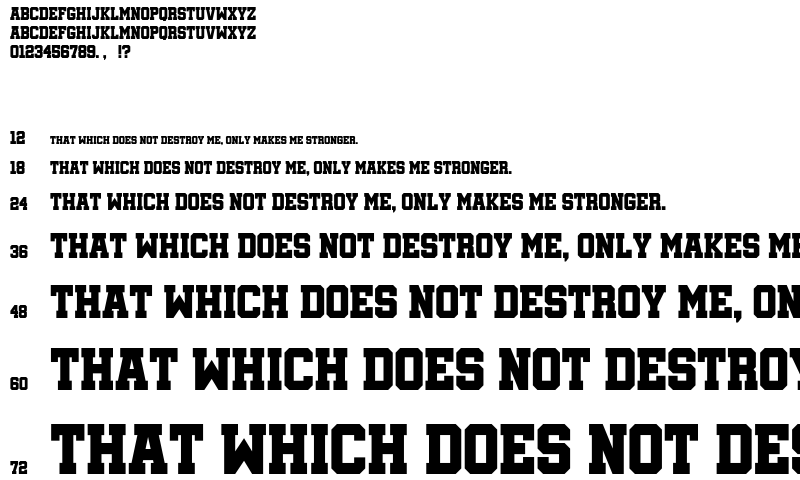 ABCDEFGHIJKLMNOPQRSTUVWXYZ
ABCDEFGHIJKLMNOPQRSTUVWXYZ
0123456789., !?
12 THAT WHICH DOES NOT DESTROY ME, ONLY MAKES ME STRONGER.
18 THAT WHICH DOES NOT DESTROY ME, ONLY MAKES ME STRONGER.
24 THAT WHICH DOES NOT DESTROY ME, ONLY MAKES ME STRONGER.
36 THAT WHICH DOES NOT DESTROY ME, ONLY MAKES ME
48 THAT WHICH DOES NOT DESTROY ME, ON
60 THAT WHICH DOES NOT DESTROY
72 THAT WHICH DOES NOT DES